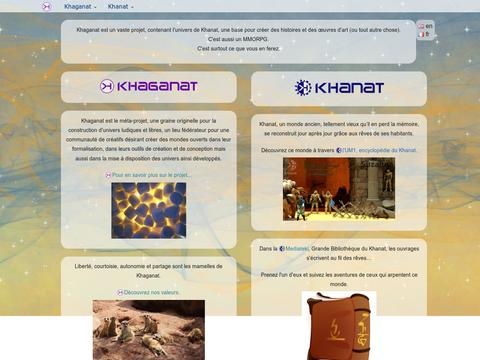 Khaganat Khanat
en
fr
Khaganat est un vaste projet, contenant l'univers de Khanat, une base pour créer des histoires et des œuvres d'art (ou tout autre chose).
C'est aussi un MMORPG.
C'est surtout ce que vous en ferez.
KHAGANAT
KHANAT
Khaganat est le méta-projet, une graine originelle pour la
construction d'univers ludiques et libres, un lieu fédérateur pour une
communauté de créatifs désirant créer des mondes ouverts dans leur
formalisation, dans leurs outils de création et de conception mais
aussi dans la mise à disposition des univers ainsi développés.
Pour en savoir plus sur le projet...
Khanat, un monde ancien, tellement vieux qu'il en perd la mémoire,
se reconstruit jour après jour grâce aux rêves de ses habitants.
Découvrez ce monde à travers l'UM1, encyclopédie du Khanat.
Dans la Mediateki, Grande Bibliothèque du Khanat, les ouvrages
s'écrivent au fil des rêves...
Prenez l'un d'eux et suivez les aventures de ceux qui arpentent ce
monde.
Liberté, courtoisie, autonomie et partage sont les mamelles de
Khaganat.
Découvrez nos valeurs.